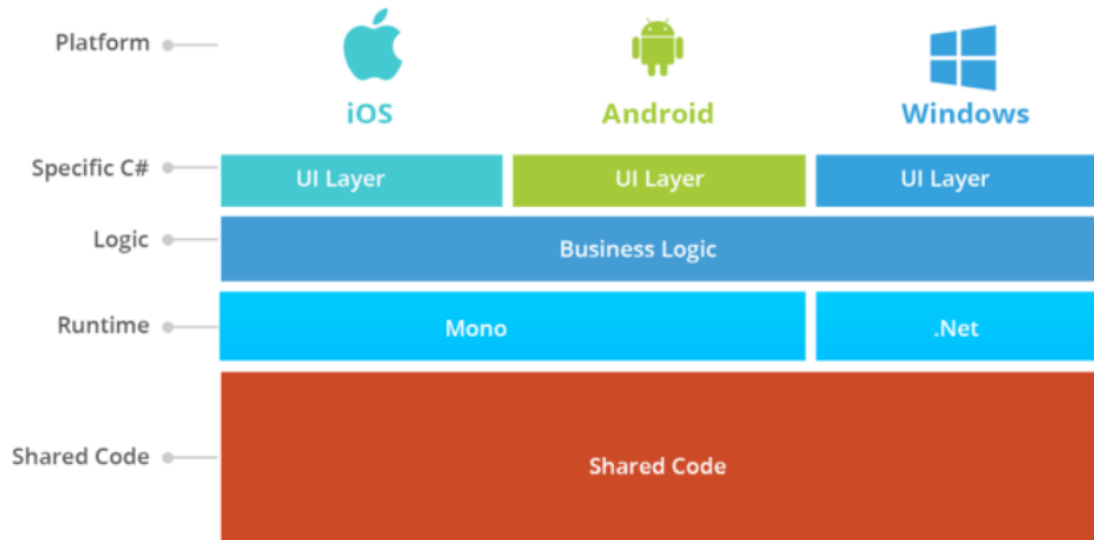 Platform
iOS
Android
Windows
Specific C#
UI Layer
UI Layer
UI Layer
Logic
Business Logic
Runtime
Mono
.Net
Shared Code
Shared Code